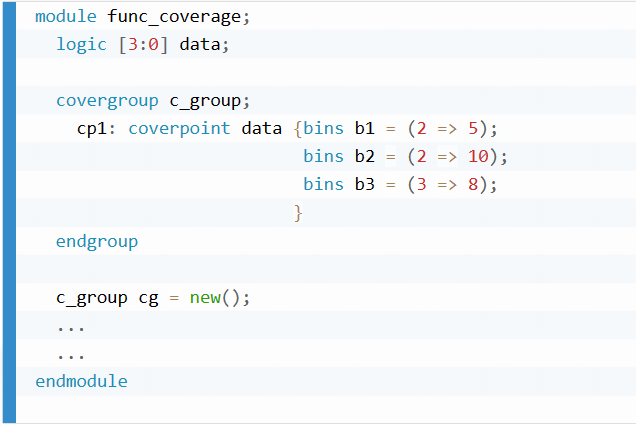 module func_coverage;
logic [3:0] data;
covergroup c_group;
cp1: coverpoint data {bins b1 = (2 => 5);
bins b2 = (2 => 10);
bins b3 = (3 => 8);
}
endgroup
c_group cg = new();
...
...
endmodule